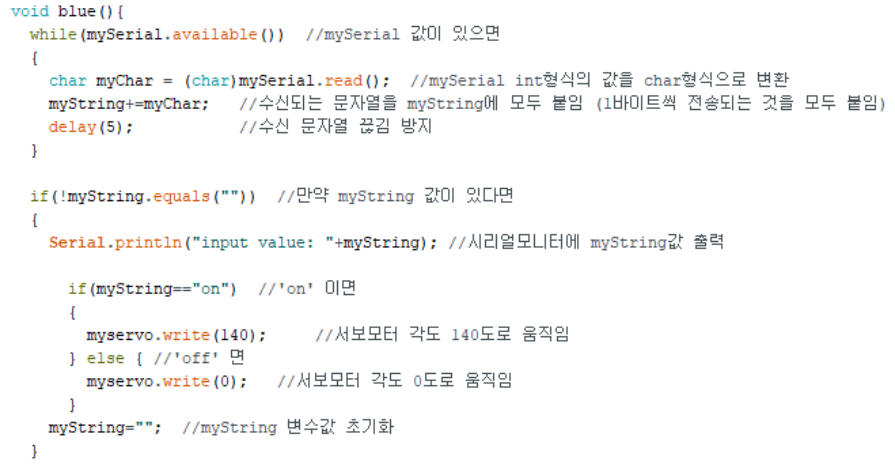 void blue(){
while(mySerial.available())  //mySerial 값이 있으면
{
char myChar = (char)mySerial.read();  //mySerial int형식의 값을 char형식으로 변환
myString+=myChar;   //수신되는 문자열을 myString에 모두 붙임 (1바이트씩 전송되는 것을 모두 붙임)
delay(5);           //수신 문자열 끊김 방지
}
if(!myString.equals(""))  //만약 myString 값이 있다면
{
Serial.println("input value: "+myString); //시리얼모니터에 myString값 출력
if(myString=="on")  //'on' 이면
{
myservo.write(140);     //서보모터 각도 140도로 움직임
} else { //'off' 면
myservo.write(0);   //서보모터 각도 0도로 움직임
}
myString="";  //myString 변수값 초기화
}